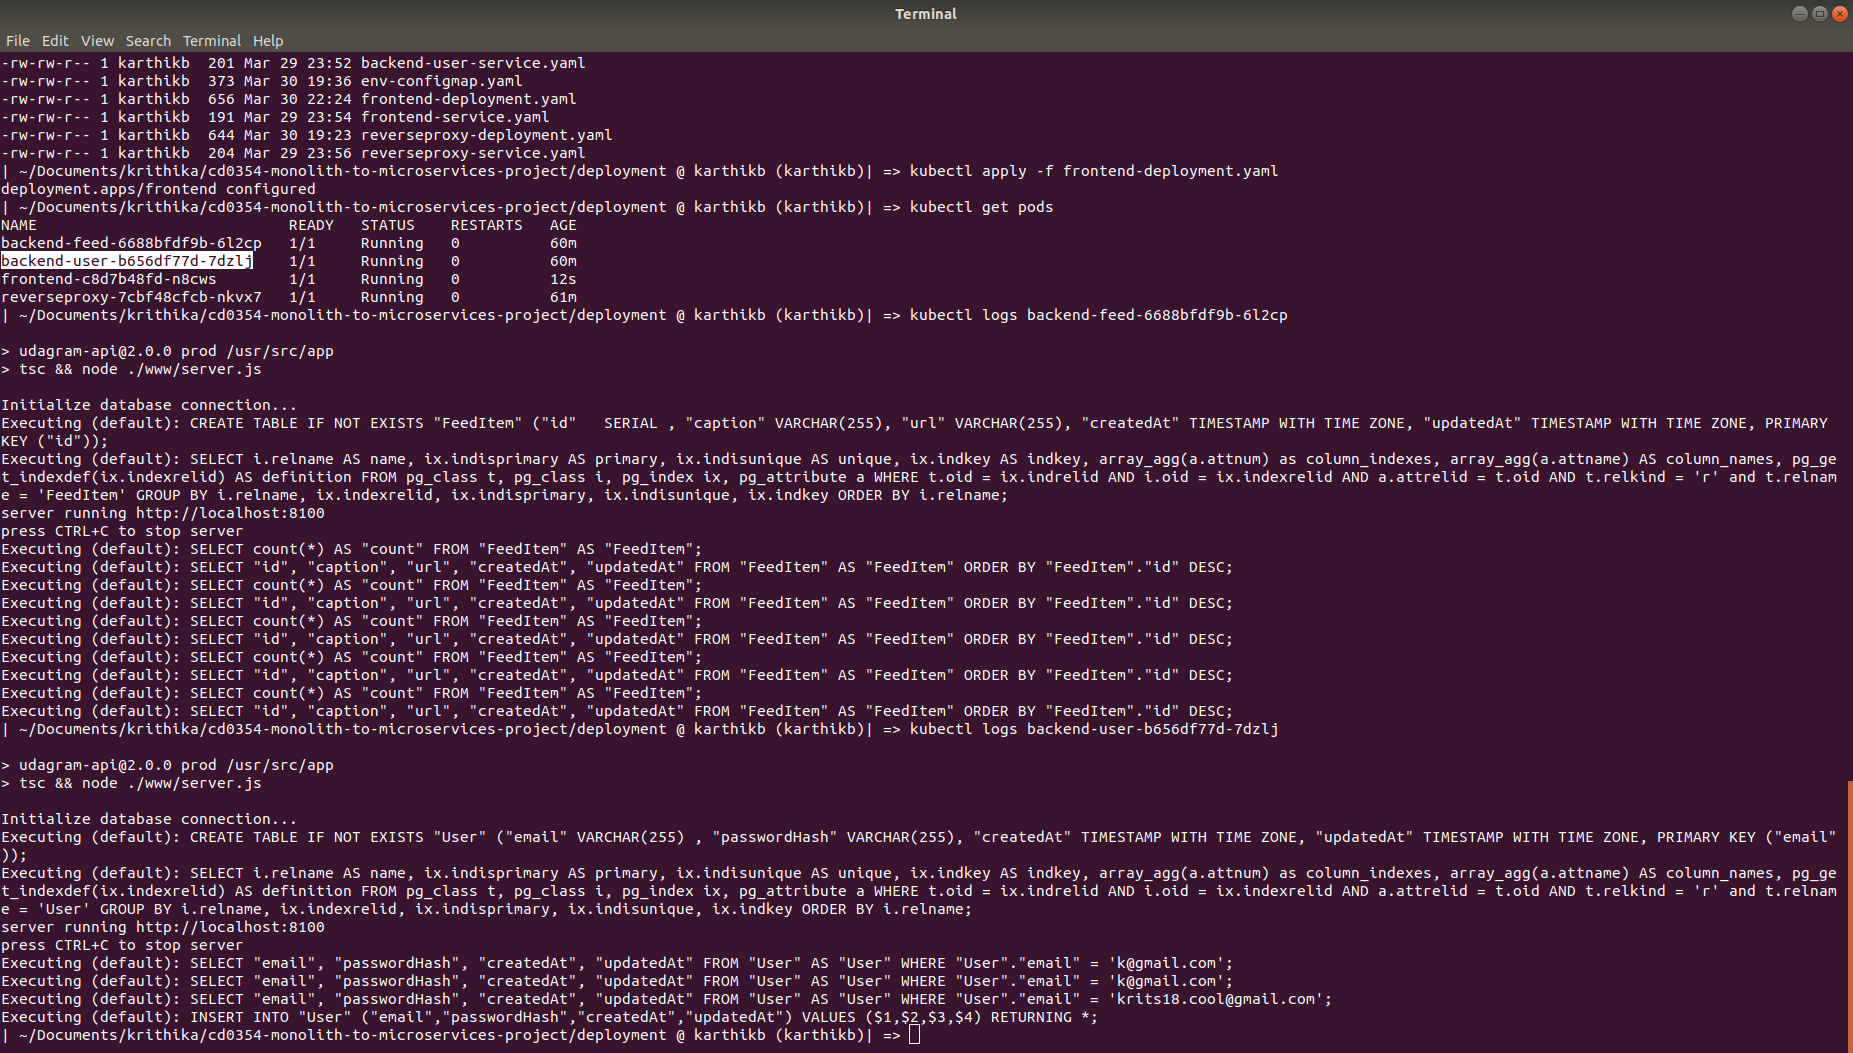 Terminal
File Edit View Search Terminal Help
-rw-rw-r-- 1 karthikb  201 Mar 29 23:52 backend-user-service.yaml
-rw-rw-r-- 1 karthikb  373 Mar 30 19:36 env-configmap.yaml
-rw-rw-r-- 1 karthikb  656 Mar 30 22:24 frontend-deployment.yaml
-rw-rw-r-- 1 karthikb  191 Mar 29 23:54 frontend-service.yaml
-rw-rw-r-- 1 karthikb  644 Mar 30 19:23 reverseproxy-deployment.yaml
-rw-rw-r-- 1 karthikb  204 Mar 29 23:56 reverseproxy-service.yaml
| ~/Documents/krithika/cd0354-monolith-to-microservices-project/deployment @ karthikb (karthikb)| => kubectl apply -f frontend-deployment.yaml
deployment.apps/frontend configured
| ~/Documents/krithika/cd0354-monolith-to-microservices-project/deployment @ karthikb (karthikb)| => kubectl get pods
NAME                            READY   STATUS    RESTARTS   AGE
backend-feed-6688bfdf9b-6l2cp   1/1     Running   0          60m
backend-user-b656df77d-7dzlj    1/1     Running   0          60m
frontend-c8d7b48fd-n8cws        1/1     Running   0          12s
reverseproxy-7cbf48cfcb-nkvx7   1/1     Running   0          61m
| ~/Documents/krithika/cd0354-monolith-to-microservices-project/deployment @ karthikb (karthikb)| => kubectl logs backend-feed-6688bfdf9b-6l2cp
> udagram-api@2.0.0 prod /usr/src/app
> tsc && node ./www/server.js
Initialize database connection...
Executing (default): CREATE TABLE IF NOT EXISTS "FeedItem" ("id"   SERIAL , "caption" VARCHAR(255), "url" VARCHAR(255), "createdAt" TIMESTAMP WITH TIME ZONE, "updatedAt" TIMESTAMP WITH TIME ZONE, PRIMARY
KEY ("id"));
Executing (default): SELECT i.relname AS name, ix.indisprimary AS primary, ix.indisunique AS unique, ix.indkey AS indkey, array_agg(a.attnum) as column_indexes, array_agg(a.attname) AS column_names, pg_ge
t_indexdef(ix.indexrelid) AS definition FROM pg_class t, pg_class i, pg_index ix, pg_attribute a WHERE t.oid = ix.indrelid AND i.oid = ix.indexrelid AND a.attrelid = t.oid AND t.relkind = 'r' and t.relnam
e = 'FeedItem' GROUP BY i.relname, ix.indexrelid, ix.indisprimary, ix.indisunique, ix.indkey ORDER BY i.relname;
server running http://localhost:8100
press CTRL+C to stop server
Executing (default): SELECT count(*) AS "count" FROM "FeedItem" AS "FeedItem";
Executing (default): SELECT "id", "caption", "url", "createdAt", "updatedAt" FROM "FeedItem" AS "FeedItem" ORDER BY "FeedItem"."id" DESC;
Executing (default): SELECT count(*) AS "count" FROM "FeedItem" AS "FeedItem";
Executing (default): SELECT "id", "caption", "url", "createdAt", "updatedAt" FROM "FeedItem" AS "FeedItem" ORDER BY "FeedItem"."id" DESC;
Executing (default): SELECT count(*) AS "count" FROM "FeedItem" AS "FeedItem";
Executing (default): SELECT "id", "caption", "url", "createdAt", "updatedAt" FROM "FeedItem" AS "FeedItem" ORDER BY "FeedItem"."id" DESC;
Executing (default): SELECT count(*) AS "count" FROM "FeedItem" AS "FeedItem";
Executing (default): SELECT "id", "caption", "url", "createdAt", "updatedAt" FROM "FeedItem" AS "FeedItem" ORDER BY "FeedItem"."id" DESC;
Executing (default): SELECT count(*) AS "count" FROM "FeedItem" AS "FeedItem";
Executing (default): SELECT "id", "caption", "url", "createdAt", "updatedAt" FROM "FeedItem" AS "FeedItem" ORDER BY "FeedItem"."id" DESC;
| ~/Documents/krithika/cd0354-monolith-to-microservices-project/deployment @ karthikb (karthikb)| => kubectl logs backend-user-b656df77d-7dzlj
> udagram-api@2.0.0 prod /usr/src/app
> tsc && node ./www/server.js
Initialize database connection...
Executing (default): CREATE TABLE IF NOT EXISTS "User" ("email" VARCHAR(255) , "passwordHash" VARCHAR(255), "createdAt" TIMESTAMP WITH TIME ZONE, "updatedAt" TIMESTAMP WITH TIME ZONE, PRIMARY KEY ("email"
));
Executing (default): SELECT i.relname AS name, ix.indisprimary AS primary, ix.indisunique AS unique, ix.indkey AS indkey, array_agg(a.attnum) as column_indexes, array_agg(a.attname) AS column_names, pg_ge
t_indexdef(ix.indexrelid) AS definition FROM pg_class t, pg_class i, pg_index ix, pg_attribute a WHERE t.oid = ix.indrelid AND i.oid = ix.indexrelid AND a.attrelid = t.oid AND t.relkind = 'r' and t.relnam
e = 'User' GROUP BY i.relname, ix.indexrelid, ix.indisprimary, ix.indisunique, ix.indkey ORDER BY i.relname;
server running http://localhost:8100
press CTRL+C to stop server
Executing (default): SELECT "email", "passwordHash", "createdAt", "updatedAt" FROM "User" AS "User" WHERE "User"."email" = 'k@gmail.com';
Executing (default): SELECT "email", "passwordHash", "createdAt", "updatedAt" FROM "User" AS "User" WHERE "User"."email" = 'k@gmail.com';
Executing (default): SELECT "email", "passwordHash", "createdAt", "updatedAt" FROM "User" AS "User" WHERE "User"."email" = 'krits18.cool@gmail.com';
Executing (default): INSERT INTO "User" ("email","passwordHash","createdAt","updatedAt") VALUES ($1,$2,$3,$4) RETURNING *;
| ~/Documents/krithika/cd0354-monolith-to-microservices-project/deployment @ karthikb (karthikb)| =>